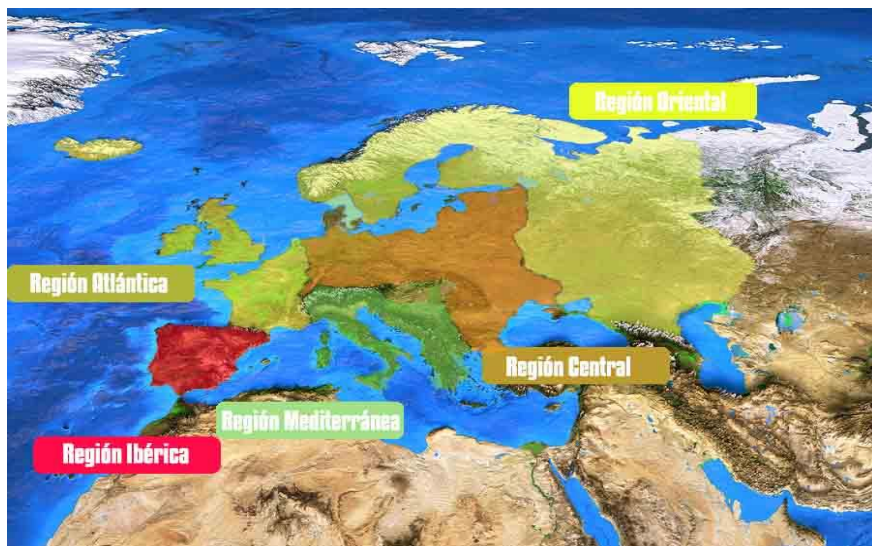 Región Oriental
Región Atlántica
Región Central
Región Mediterránea
Región Ibérica